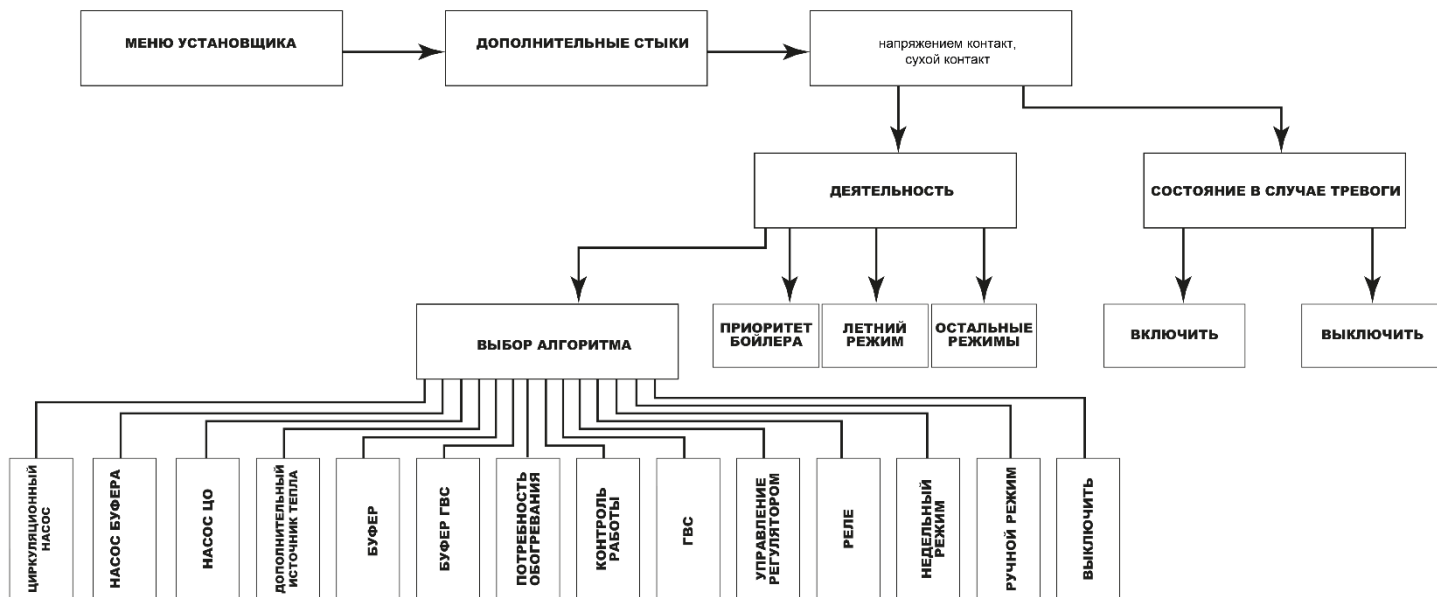 МЕНЮ УСТАНОВЩИКА
ДОПОЛНИТЕЛЬНЫЕ СТЫКИ
напряжением контакт,
сухой контакт
ДЕЯТЕЛЬНОСТЬ
СОСТОЯНИЕ В СЛУЧАЕ ТРЕВОГИ
ВЫБОР АЛГОРИТМА
ПРИОРИТЕТ
БОЙЛЕРА
ЛЕТНИЙ
РЕЖИМ
ОСТАЛЬНЫЕ
РЕЖИМЫ
ВКЛЮЧИТЬ
ВЫКЛЮЧИТЬ
ЦИРКУЛЯЦИОННЫЙ
НАСОС
НАСОС БУФЕРА
НАСОС ЦО
ДОПОЛНИТЕЛЬНЫЙ
ИСТОЧНИК ТЕПЛА
БУФЕР
БУФЕР ГВС
ПОТРЕБНОСТЬ
ОБОГРЕВАНИЯ
КОНТРОЛЬ
РАБОТЫ
ГВС
УПРАВЛЕНИЕ
РЕГУЛЯТОРОМ
РЕЛЕ
НЕДЕЛЬНЫЙ
РЕЖИМ
РУЧНОЙ РЕЖИМ
ВЫКЛЮЧИТЬ